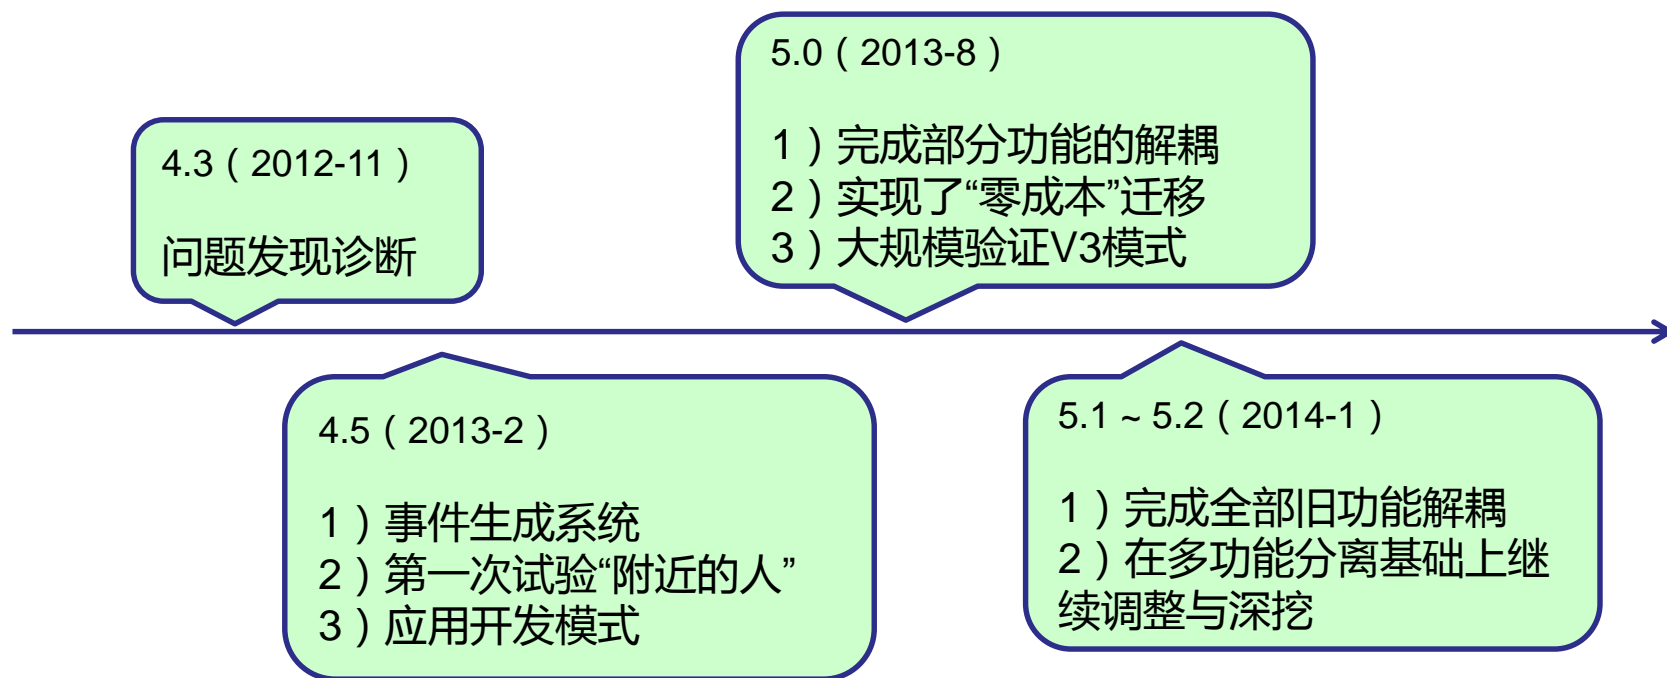 4.3（2012-11）
问题发现诊断
4.5（2013-2）
1）事件生成系统
2）第一次试验“附近的人”
3）应用开发模式
5.0（2013-8）
1）完成部分功能的解耦
2）实现了“零成本”迁移
3）大规模验证V3模式
5.1 ~ 5.2（2014-1）
1）完成全部旧功能解耦
2）在多功能分离基础上继
续调整与深挖